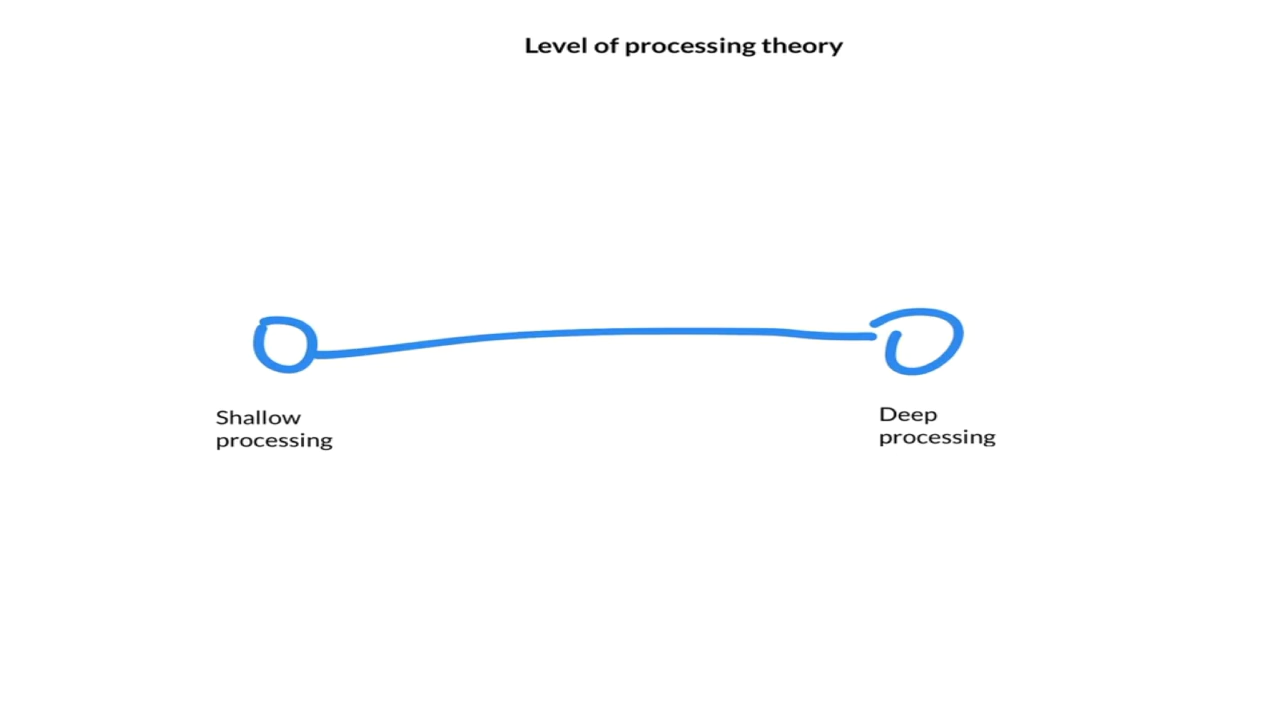 Level of processing theory
Shallow
processing
Deep
processing